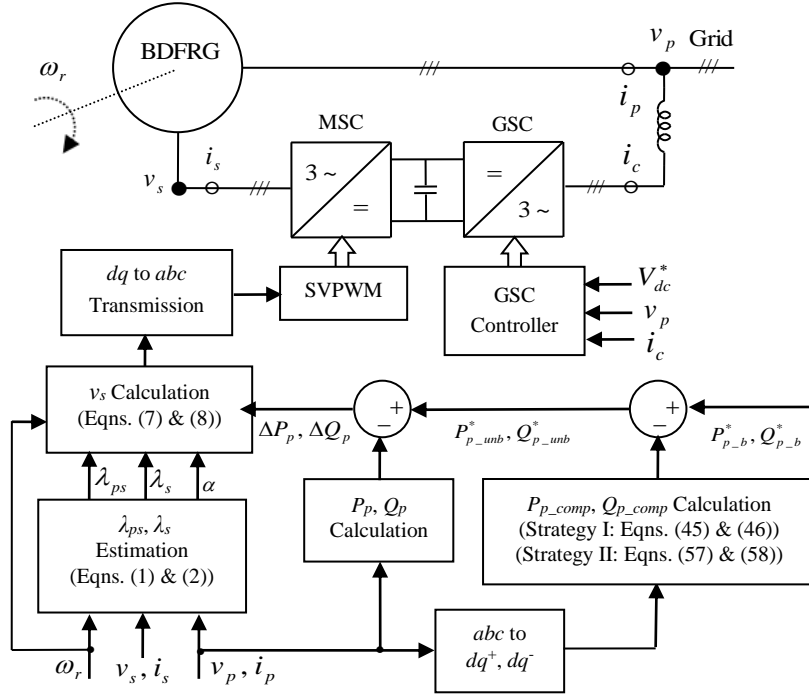 BDFRG
v_p Grid
ω_r
i_p
MSC
GSC
i_s
v_s
i_c
3 ~
=
=
3 ~
dq to abc
Transmission
SVPWM
GSC
Controller
V*_dc
v_p
i_c
v_s Calculation
(Eqns. (7) & (8))
+
−
+
−
ΔP_p, ΔQ_p
P*_p_unb, Q*_p_unb
P*_p_b, Q*_p_b
λ_ps
λ_s
α
λ_ps, λ_s
Estimation
(Eqns. (1) & (2))
P_p, Q_p
Calculation
P_p_comp, Q_p_comp Calculation
(Strategy I: Eqns. (45) & (46))
(Strategy II: Eqns. (57) & (58))
abc to
dq⁺, dq⁻
ω_r
v_s, i_s
v_p, i_p